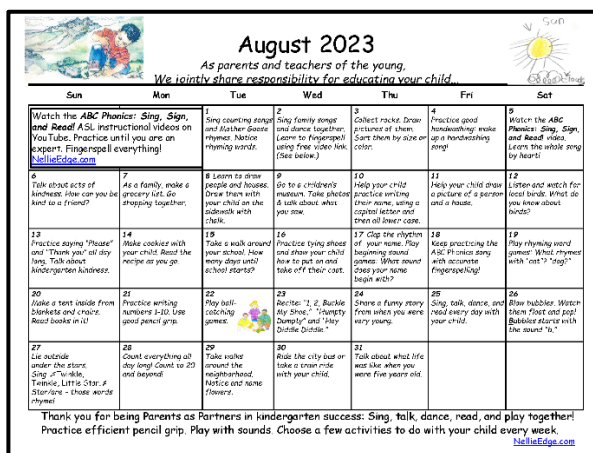 Sun
August 2023
As parents and teachers of the young,
We jointly share responsibility for educating your child...
Sun Mon Tue Wed Thu Fri Sat
Watch the ABC Phonics: Sing, Sign,
and Read! ASL instructional videos on
YouTube. Practice until you are an
expert. Fingerspell everything!
NellieEdge.com
1
Sing counting songs
and Mother Goose
rhymes. Notice
rhyming words.
2
Sing family songs
and dance together.
Learn to fingerspell
using free video link.
(See below.)
3
Collect rocks. Draw
pictures of them.
Sort them by size or
color.
4
Practice good
handwashing: make
up a handwashing
song!
5
Watch the ABC
Phonics: Sing, Sign,
and Read! video.
Learn the whole song
by heart!
6
Talk about acts of
kindness. How can you be
kind to a friend?
7
As a family, make a
grocery list. Go
shopping together.
8 Learn to draw
people and houses.
Draw them with
your child on the
sidewalk with
chalk.
9
Go to a children's
museum. Take photos
& talk about what
you saw.
10
Help your child
practice writing
their name, using a
capital letter and
then all lower case.
11
Help your child draw
a picture of a person
and a house.
12
Listen and watch for
local birds. What do
you know about
birds?
13
Practice saying "Please"
and "Thank you" all day
long. Talk about
kindergarten kindness.
14
Make cookies with
your child. Read the
recipe as you go.
15
Take a walk around
your school. How
many days until
school starts?
16
Practice tying shoes
and show your child
how to put on and
take off their coat.
17 Clap the rhythm
of your name. Play
beginning sound
games. What sound
does your name
begin with?
18
Keep practicing
the ABC Phonics song
with accurate
fingerspelling!
19
Play rhyming word
games! What rhymes
with "cat"? "dog?"
20
Make a tent inside from
blankets and chairs.
Read books in it!
21
Practice writing
numbers 1-10. Use
good pencil grip.
22
Play ball-
catching
games.
23
Recite: "1, 2, Buckle
My Shoe," "Humpty
Dumpty" and "Hey
Diddle Diddle."
24
Share a funny story
from when you were
very young.
25
Sing, talk, dance, and
read every day with
your child.
26
Blow bubbles. Watch
them float and pop!
Bubbles starts with
the sound "b."
27
Lie outside
under the stars.
Sing ♫Twinkle,
Twinkle, Little Star.♫
Star/are – those words
rhyme!
28
Count everything all
day long! Count to 20
and beyond!
29
Take walks
around the
neighborhood.
Notice and name
flowers.
30
Ride the city bus or
take a train ride
with your child.
31
Talk about what life
was like when you
were five years old.
Thank you for being Parents as Partners in kindergarten success: Sing, talk, dance, read, and play together!
Practice efficient pencil grip. Play with sounds. Choose a few activities to do with your child every week.
NellieEdge.com